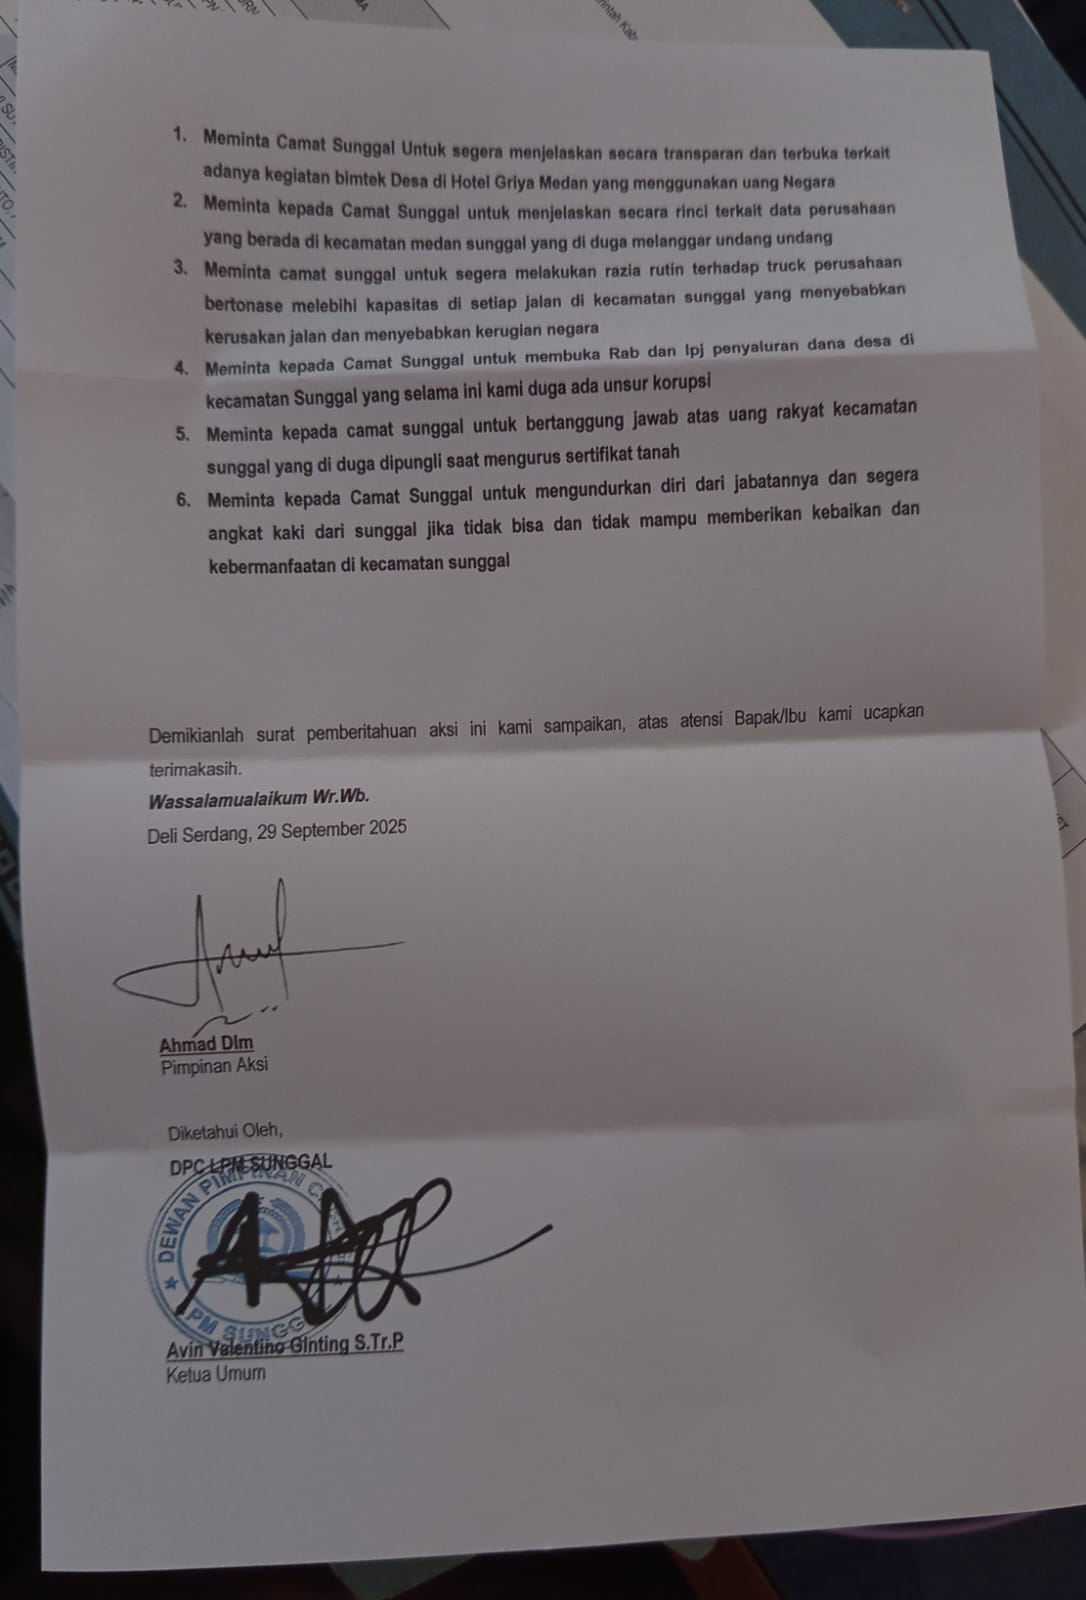 1. Meminta Camat Sunggal Untuk segera menjelaskan secara transparan dan terbuka terkait
adanya kegiatan bimtek Desa di Hotel Griya Medan yang menggunakan uang Negara
2. Meminta kepada Camat Sunggal untuk menjelaskan secara rinci terkait data perusahaan
yang berada di kecamatan medan sunggal yang di duga melanggar undang undang
3. Meminta camat sunggal untuk segera melakukan razia rutin terhadap truck perusahaan
bertonase melebihi kapasitas di setiap jalan di kecamatan sunggal yang menyebabkan
kerusakan jalan dan menyebabkan kerugian negara
4. Meminta kepada Camat Sunggal untuk membuka Rab dan lpj penyaluran dana desa di
kecamatan Sunggal yang selama ini kami duga ada unsur korupsi
5. Meminta kepada camat sunggal untuk bertanggung jawab atas uang rakyat kecamatan
sunggal yang di duga dipungli saat mengurus sertifikat tanah
6. Meminta kepada Camat Sunggal untuk mengundurkan diri dari jabatannya dan segera
angkat kaki dari sunggal jika tidak bisa dan tidak mampu memberikan kebaikan dan
kebermanfaatan di kecamatan sunggal
Demikianlah surat pemberitahuan aksi ini kami sampaikan, atas atensi Bapak/Ibu kami ucapkan
terimakasih.
Wassalamualaikum Wr.Wb.
Deli Serdang, 29 September 2025
Ahmad Dlm
Pimpinan Aksi
Diketahui Oleh,
DPC LPM SUNGGAL
DEWAN PIMPINAN
Avin Valentino Ginting S.Tr.P
Ketua Umum